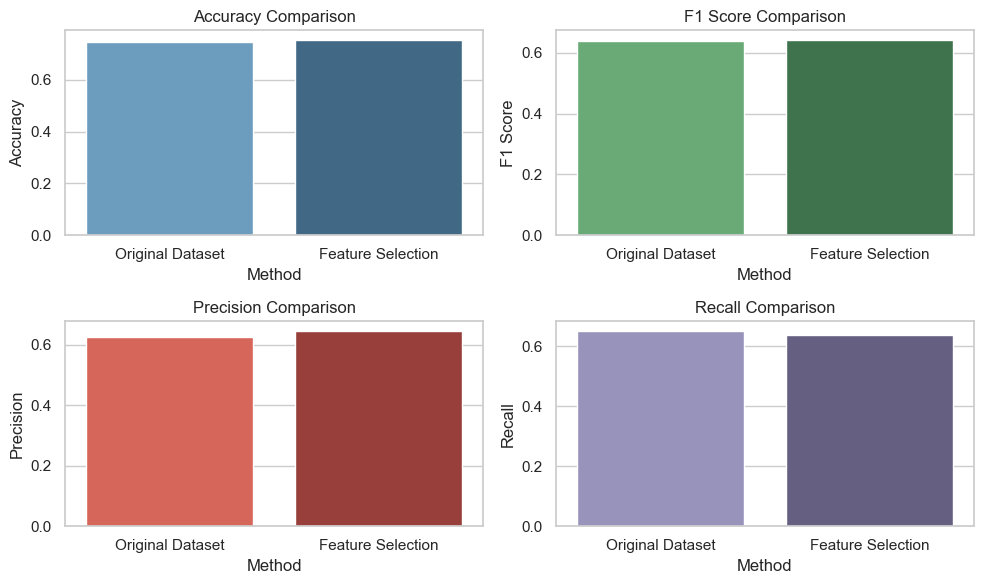 Accuracy Comparison
Accuracy
0.6
0.4
0.2
0.0
Original Dataset
Feature Selection
Method
F1 Score Comparison
F1 Score
0.6
0.4
0.2
0.0
Original Dataset
Feature Selection
Method
Precision Comparison
Precision
0.6
0.4
0.2
0.0
Original Dataset
Feature Selection
Method
Recall Comparison
Recall
0.6
0.4
0.2
0.0
Original Dataset
Feature Selection
Method